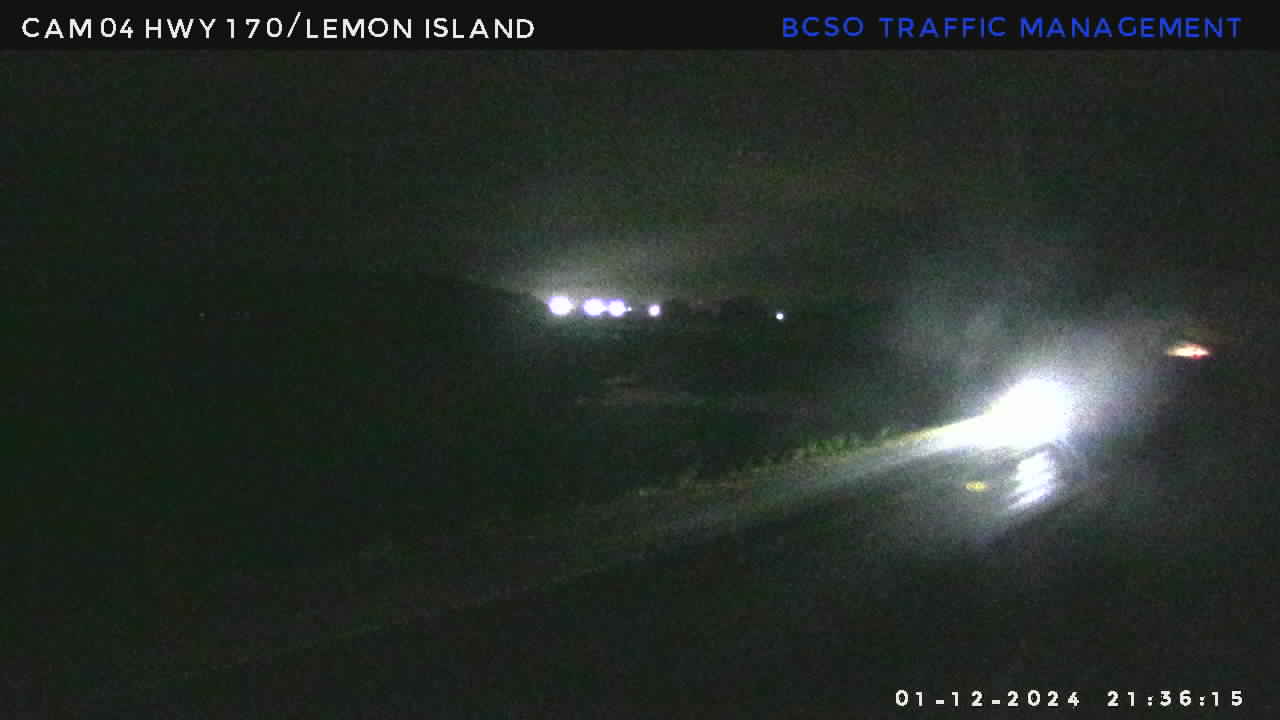 CAM04 HWY 170/LEMON ISLAND
BCSO TRAFFIC MANAGEMENT
01-12-2024 21:36:15